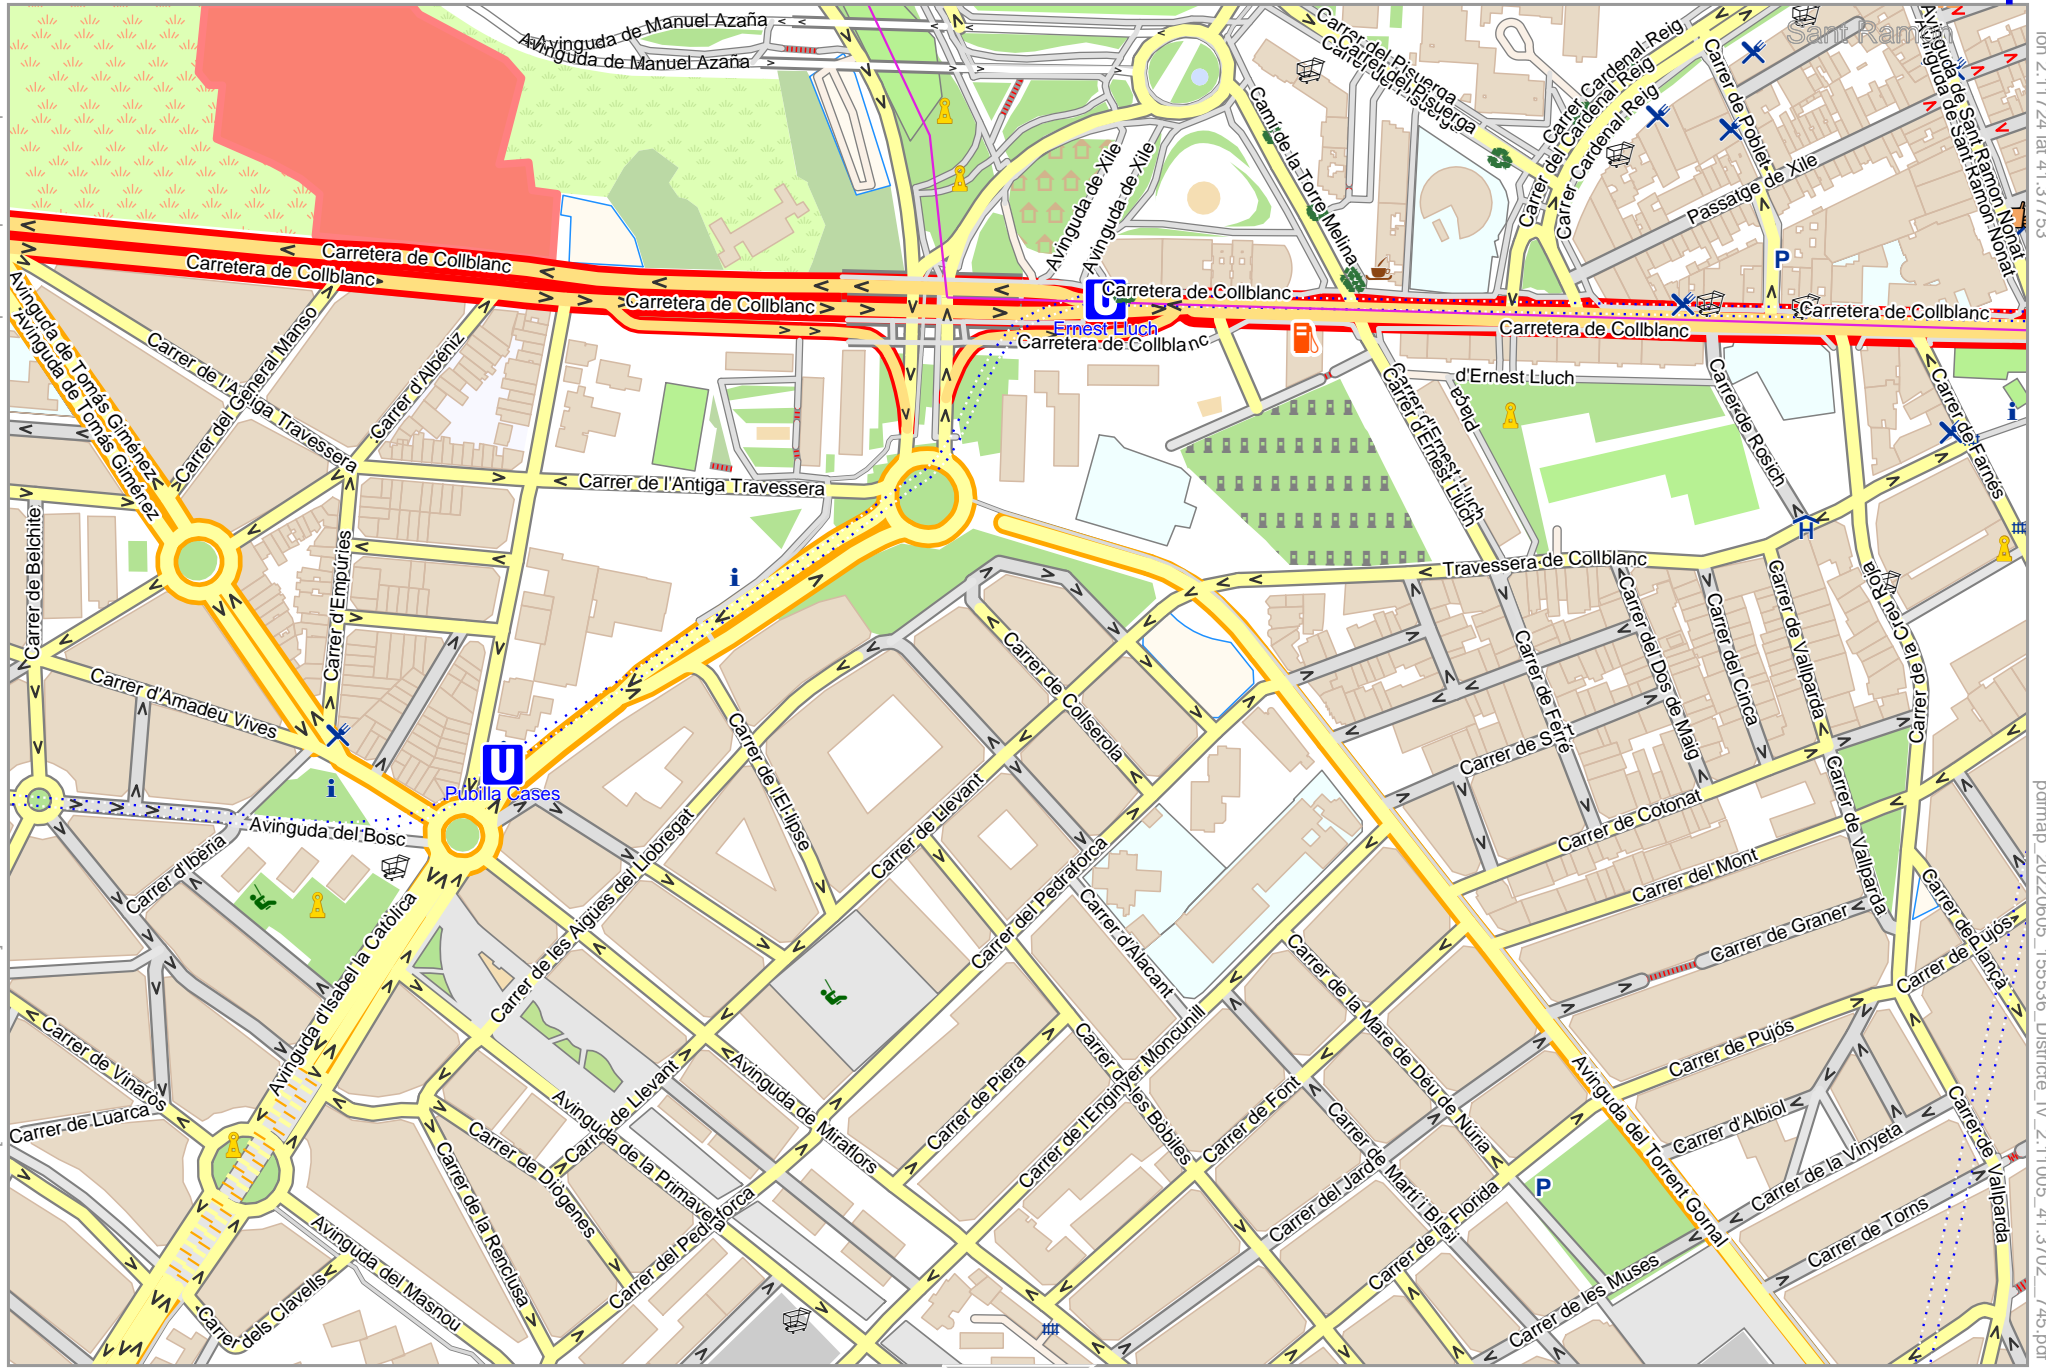 Avinguda de Manuel Azaña
Avinguda de Manuel Azaña
Carrer del Pisuerga
Carrer del Pisuerga
Carrer del Pisuerga
Carrer Cardenal Reig
Carrer Cardenal Reig
Carrer del Cardenal Reig
Carrer Cardenal Reig
Sant Ramon
Carrer de Poblet
Passatge de Xile
Avinguda de Sant Ramon Nonat
Avinguda de Sant Ramon Nonat
Camí de la Torre Melina
Avinguda de Xile
Avinguda de Xile
Carretera de Collblanc
Carretera de Collblanc
Carretera de Collblanc
Carretera de Collblanc
Carretera de Collblanc
Carretera de Collblanc
Carretera de Collblanc
U
Ernest Lluch
P
Avinguda de Tomás Giménez
Avinguda de Tomás Giménez
Carrer de l'Antiga Travessera
Carrer del General Manso
Carrer d'Albéniz
Carrer de l'Antiga Travessera
Carrer d'Ernest Lluch
Carrer d'Ernest Lluch
Plaça
d'Ernest Lluch
Carrer de Rosich
Carrer de Farnés
H
Travessera de Collblanc
Carrer de Belchite
Carrer d'Empúries
Carrer d'Amadeu Vives
Carrer de Collserola
Carrer de l'El·lipse
Carrer de Ferré
Carrer del Dos de Maig
Carrer del Cinca
Carrer de Vallparda
Carrer de la Creu Roja
U
Pubilla Cases
Avinguda del Bosc
Carrer d'Ibèria
Carrer de Llevant
Carrer de les Aigües del Llobregat
Carrer del Pedraforca
Carrer d'Alacant
Carrer de Cotonat
Carrer del Mont
Carrer de Vallparda
Carrer de Graner
Carrer de Llançà
Carrer de Pujós
Avinguda d'Isabel la Catòlica
Carrer de Vinaròs
Carrer de Luarca
Carrer de Llevant
Avinguda de Miraflors
Avinguda de la Primavera
Carrer de Diògenes
Carrer de la Renclusa
Carrer del Pedraforca
Carrer de Piera
Carrer de les Bòbiles
Carrer de l'Enginyer Moncunill
Carrer de la Mare de Déu de Núria
Carrer de Font
Carrer de Martí i Blasi
Carrer del Jardí
Carrer de la Florida
P
Carrer de Pujós
Carrer d'Albiol
Carrer de la Vinyeta
Carrer de Torns
Carrer de les Muses
Avinguda del Torrent Gornal
Carrer de Vallparda
Avinguda del Masnou
Carrer dels Clavells